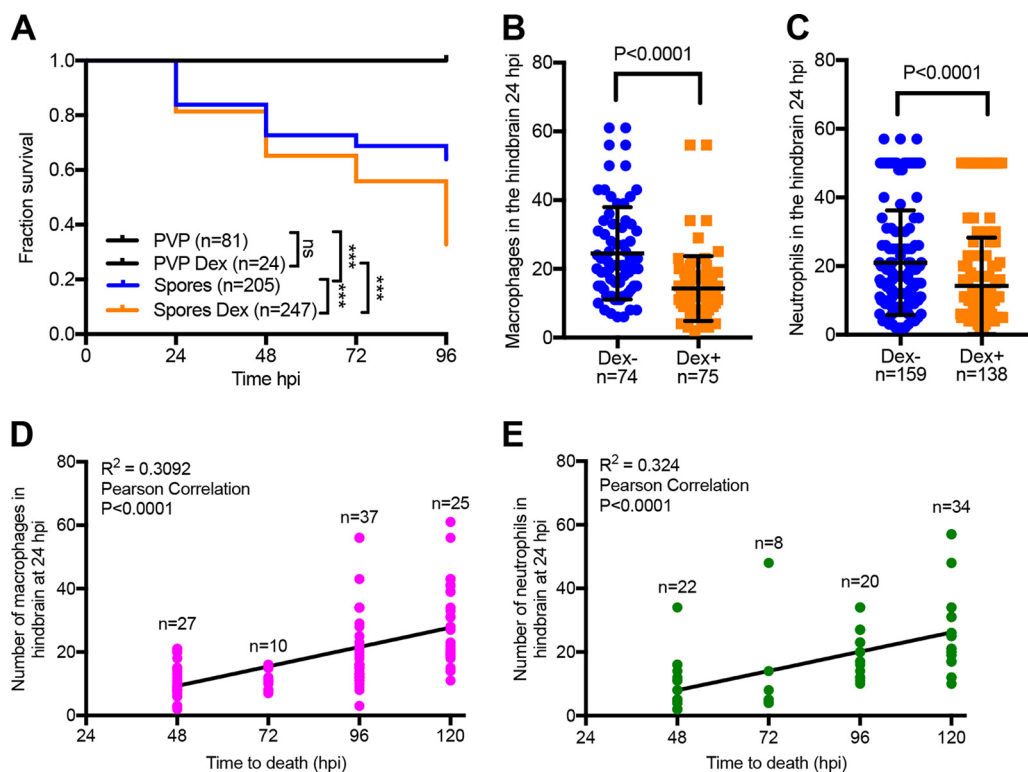 A
Fraction survival
1.0
0.8
0.6
0.4
0.2
0.0
PVP (n=81)
PVP Dex (n=24)
Spores (n=205)
Spores Dex (n=247)
ns
***
***
***
0
24
48
72
96
Time hpi
B
Macrophages in the hindbrain 24 hpi
P<0.0001
80
60
40
20
0
Dex-
n=74
Dex+
n=75
C
Neutrophils in the hindbrain 24 hpi
P<0.0001
80
60
40
20
0
Dex-
n=159
Dex+
n=138
D
Number of macrophages in
hindbrain at 24 hpi
R² = 0.3092
Pearson Correlation
P<0.0001
80
60
40
20
0
n=27
n=10
n=37
n=25
24
48
72
96
120
Time to death (hpi)
E
Number of neutrophils in
hindbrain at 24 hpi
R² = 0.324
Pearson Correlation
P<0.0001
80
60
40
20
0
n=22
n=8
n=20
n=34
24
48
72
96
120
Time to death (hpi)